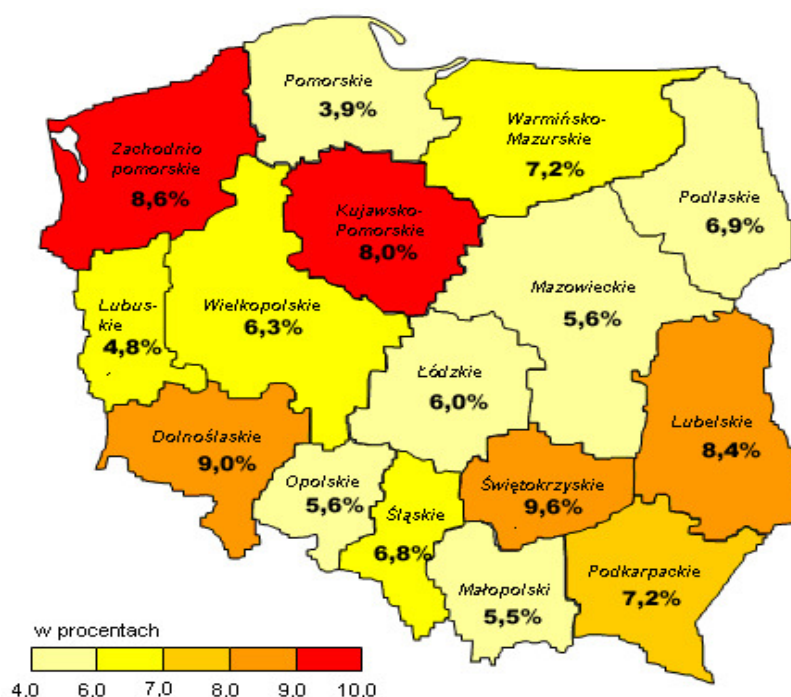 Pomorskie
3,9%
Warmińsko-
Mazurskie
7,2%
Zachodnio
pomorskie
8,6%
Podlaskie
6,9%
Kujawsko-
Pomorskie
8,0%
Mazowieckie
5,6%
Lubus-
kie
4,8%
Wielkopolskie
6,3%
Łódzkie
6,0%
Lubelskie
8,4%
Dolnoślaskie
9,0%
Opolskie
5,6%
Śląskie
6,8%
Świętokrzyskie
9,6%
Podkarpackie
7,2%
Małopolski
5,5%
w procentach
4,0 6,0 7,0 8,0 9,0 10,0